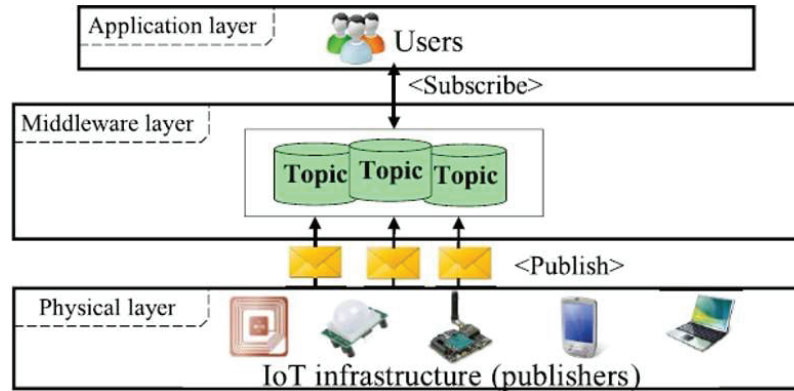 Application layer
Users
<Subscribe>
Middleware layer
Topic
Topic
Topic
<Publish>
Physical layer
IoT infrastructure (publishers)